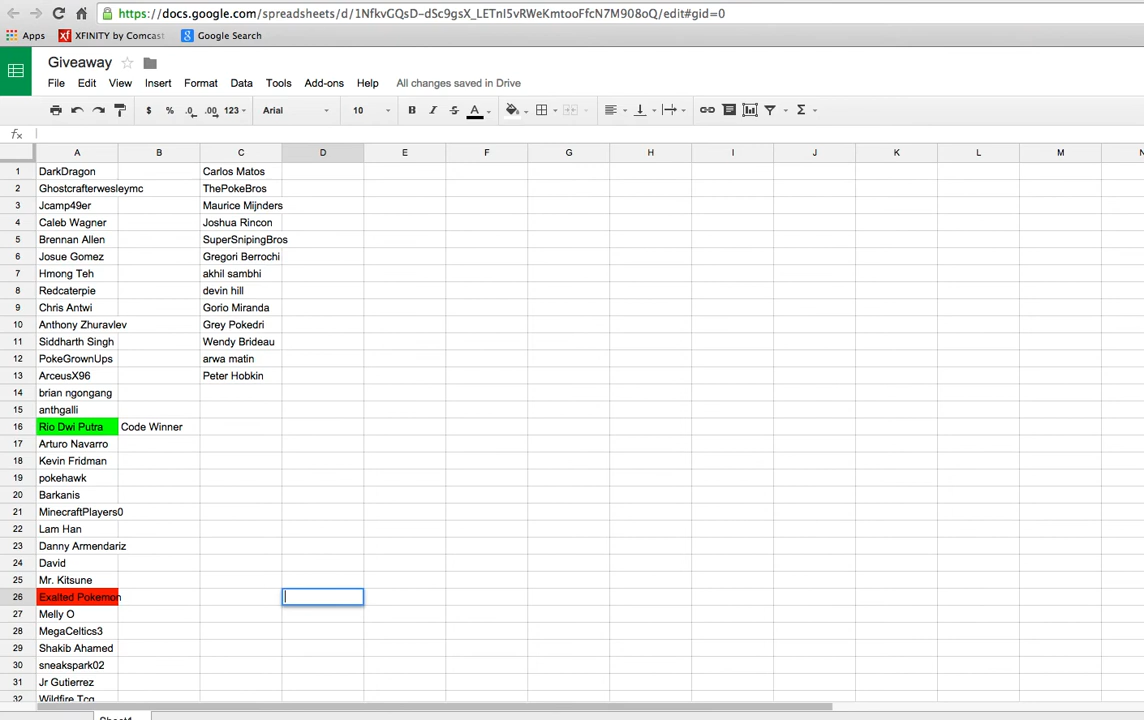 https://docs.google.com/spreadsheets/d/1NfkvGQsD-dSc9gsX_LETnI5vRWeKmtooFfcN7M908oQ/edit#gid=0
Apps XFINITY by Comcast Google Search
Giveaway
File Edit View Insert Format Data Tools Add-ons Help All changes saved in Drive
$ % .0 .00 123 Arial 10 B I S A Σ
fx
A B C D E F G H I J K L M N
1 DarkDragon Carlos Matos
2 Ghostcrafterwesleymc ThePokeBros
3 Jcamp49er Maurice Mijnders
4 Caleb Wagner Joshua Rincon
5 Brennan Allen SuperSnipingBros
6 Josue Gomez Gregori Berrochi
7 Hmong Teh akhil sambhi
8 Redcaterpie devin hill
9 Chris Antwi Gorio Miranda
10 Anthony Zhuravlev Grey Pokedri
11 Siddharth Singh Wendy Brideau
12 PokeGrownUps arwa matin
13 ArceusX96 Peter Hobkin
14 brian ngongang
15 anthgalli
16 Rio Dwi Putra Code Winner
17 Arturo Navarro
18 Kevin Fridman
19 pokehawk
20 Barkanis
21 MinecraftPlayers0
22 Lam Han
23 Danny Armendariz
24 David
25 Mr. Kitsune
26 Exalted Pokemon
27 Melly O
28 MegaCeltics3
29 Shakib Ahamed
30 sneakspark02
31 Jr Gutierrez
32 Wildfire Tcg
Sheet1